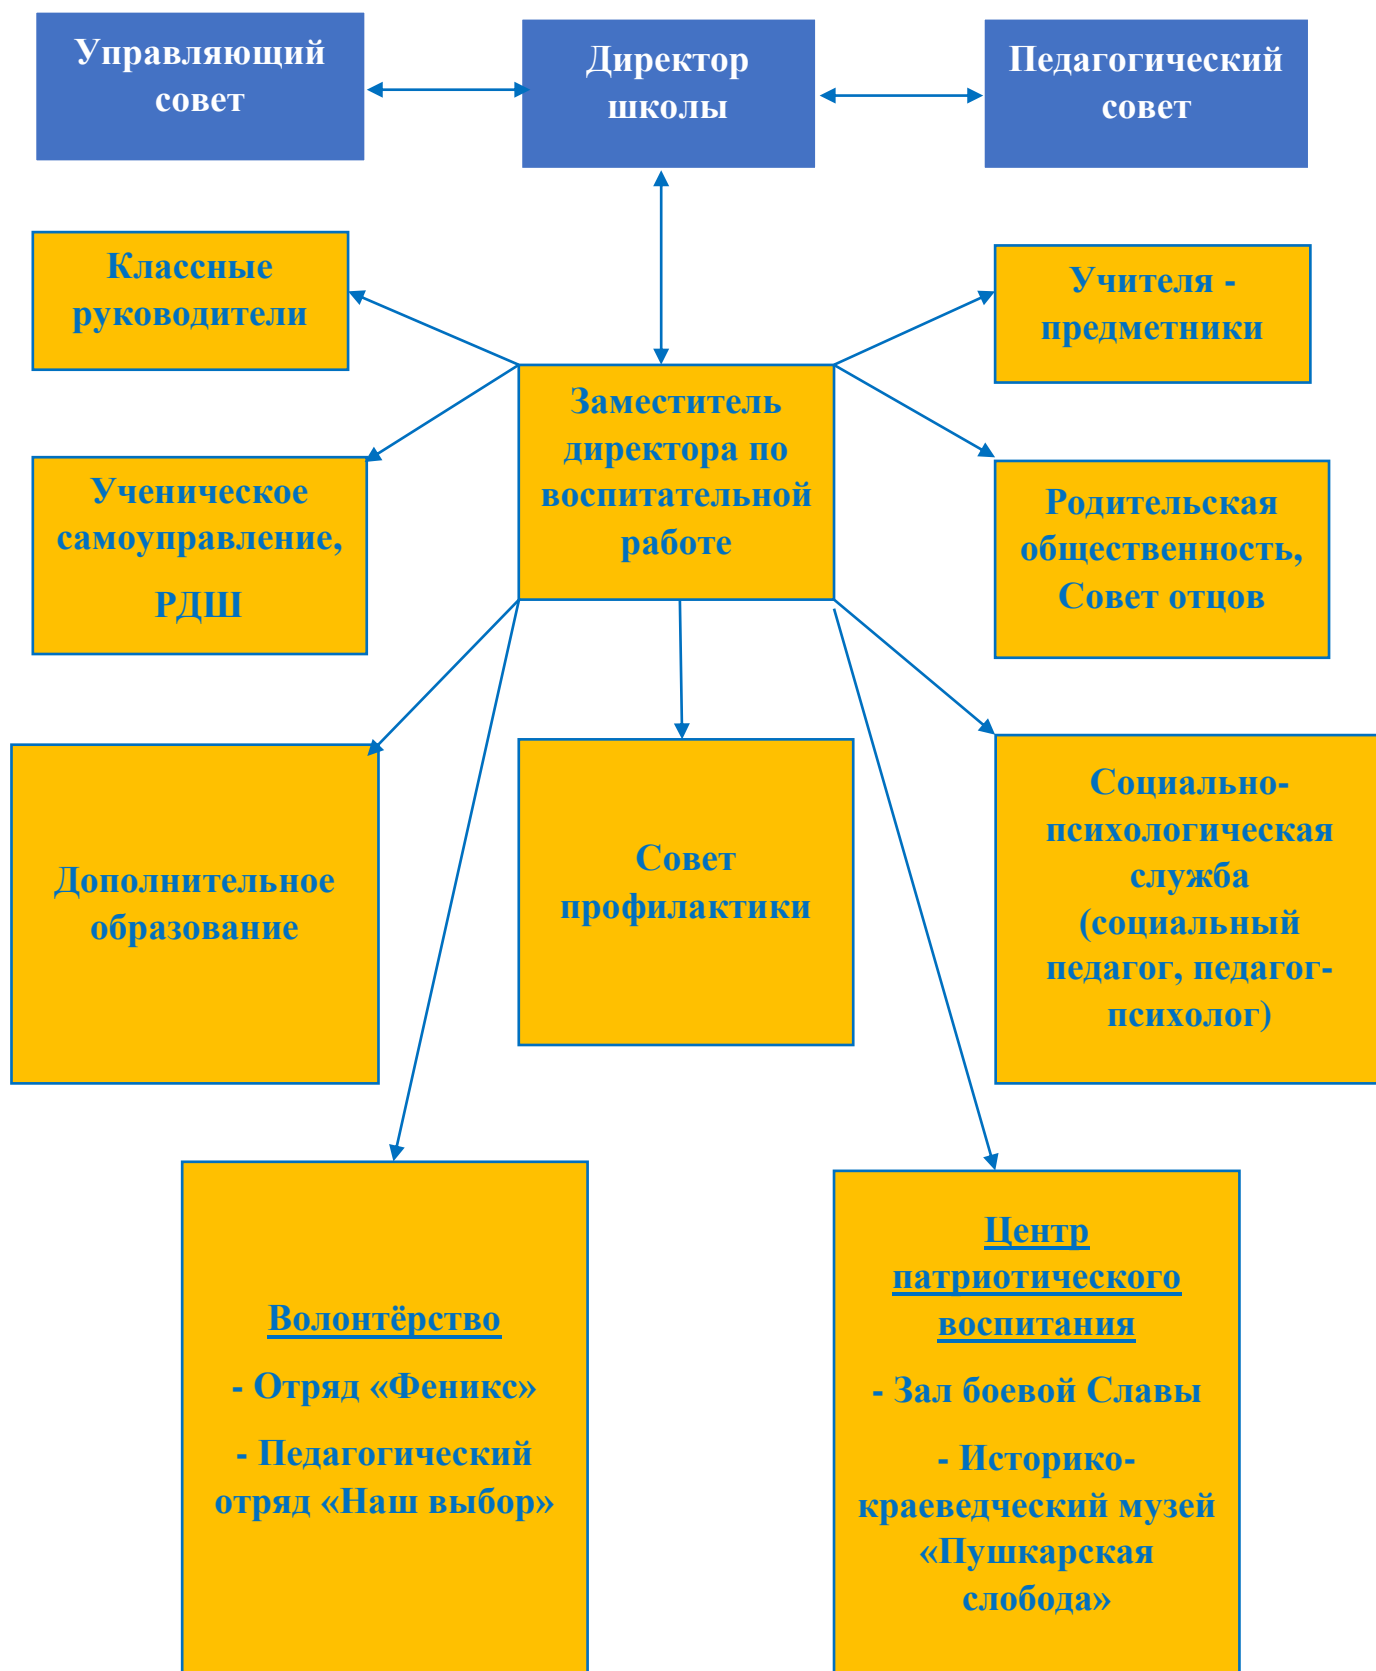 Управляющий
совет
Директор
школы
Педагогический
совет
Классные
руководители
Учителя -
предметники
Заместитель
директора по
воспитательной
работе
Ученическое
самоуправление,
РДШ
Родительская
общественность,
Совет отцов
Дополнительное
образование
Совет
профилактики
Социально-
психологическая
служба
(социальный
педагог, педагог-
психолог)
Волонтёрство
- Отряд «Феникс»
- Педагогический
отряд «Наш выбор»
Центр
патриотического
воспитания
- Зал боевой Славы
- Историко-
краеведческий музей
«Пушкарская
слобода»